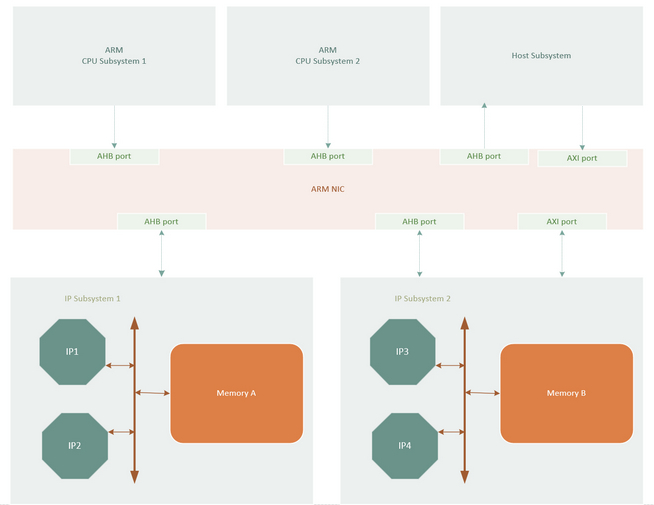 ARM
CPU Subsystem 1
ARM
CPU Subsystem 2
Host Subsystem
AHB port
AHB port
AHB port
AXI port
ARM NIC
AHB port
AHB port
AXI port
IP Subsystem 1
IP1
IP2
Memory A
IP Subsystem 2
IP3
IP4
Memory B